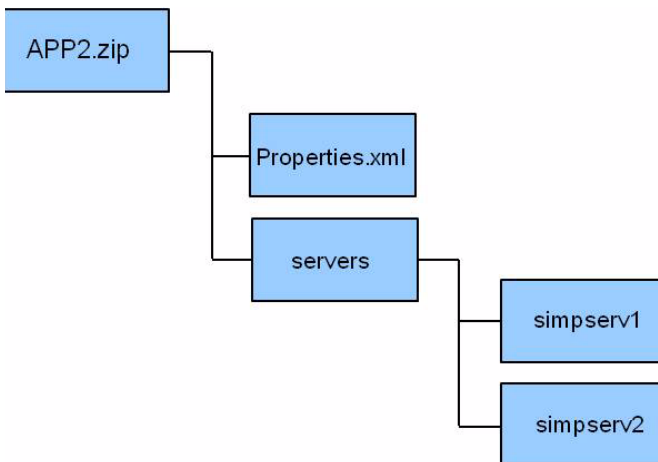 APP2.zip
Properties.xml
servers
simpserv1
simpserv2